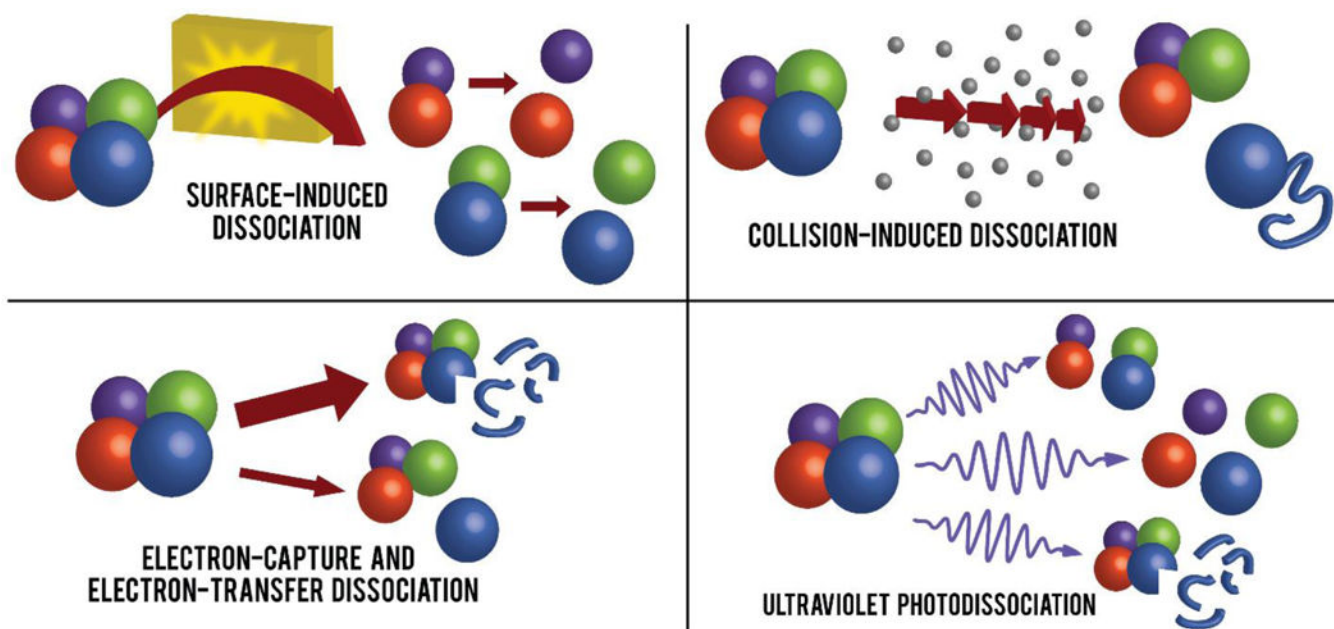 SURFACE-INDUCED
DISSOCIATION
COLLISION-INDUCED DISSOCIATION
ELECTRON-CAPTURE AND
ELECTRON-TRANSFER DISSOCIATION
ULTRAVIOLET PHOTODISSOCIATION